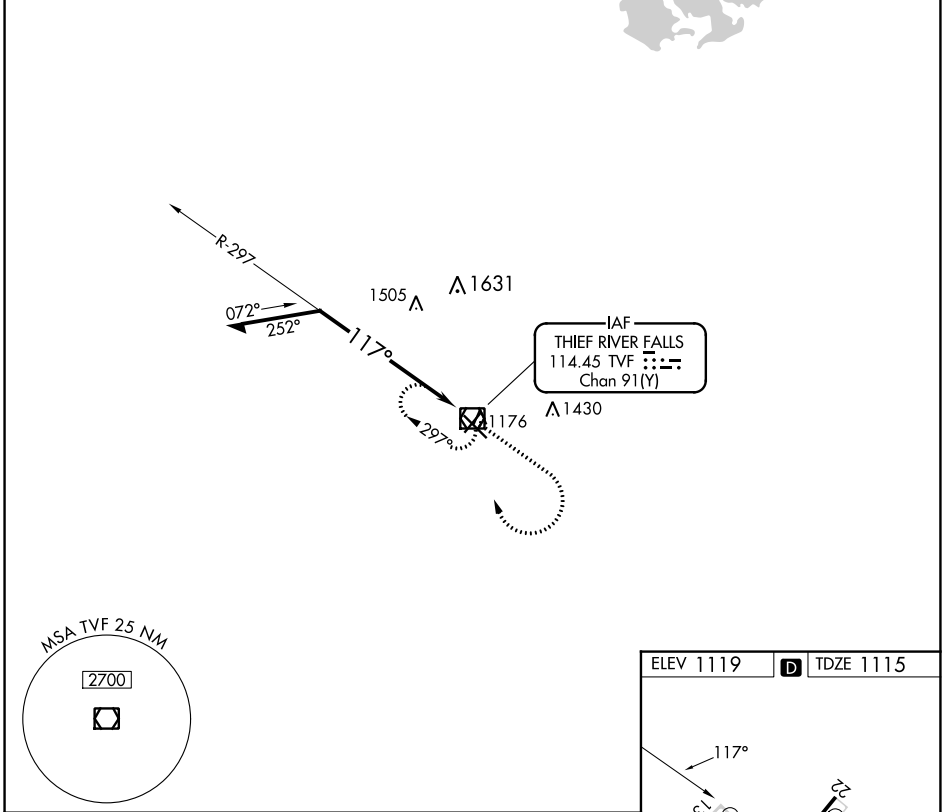 R-297
1505
1631
072°
252°
117°
IAF
THIEF RIVER FALLS
114.45 TVF
Chan 91(Y)
1430
1176
297°
MSA TVF 25 NM
2700
ELEV 1119 D TDZE 1115
117°
13
22